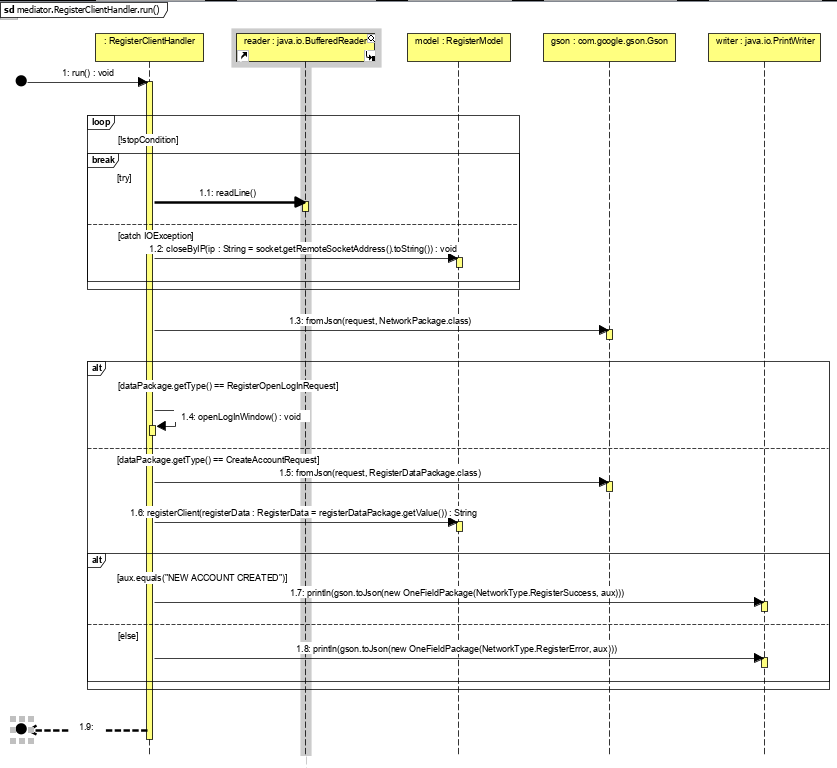 sd mediator.RegisterClientHandler.run()
: RegisterClientHandler
reader : java.io.BufferedReader
model : RegisterModel
gson : com.google.gson.Gson
writer : java.io.PrintWriter
1: run() : void
loop
[!stopCondition]
break
[try]
1.1: readLine()
[catch IOException]
1.2: closeByIP(ip : String = socket.getRemoteSocketAddress().toString()) : void
1.3: fromJson(request, NetworkPackage.class)
alt
[dataPackage.getType() == RegisterOpenLogInRequest]
1.4: openLogInWindow() : void
[dataPackage.getType() == CreateAccountRequest]
1.5: fromJson(request, RegisterDataPackage.class)
1.6: registerClient(registerData : RegisterData = registerDataPackage.getValue()) : String
alt
[aux.equals("NEW ACCOUNT CREATED")]
1.7: println(gson.toJson(new OneFieldPackage(NetworkType.RegisterSuccess, aux)))
[else]
1.8: println(gson.toJson(new OneFieldPackage(NetworkType.RegisterError, aux)))
1.9: